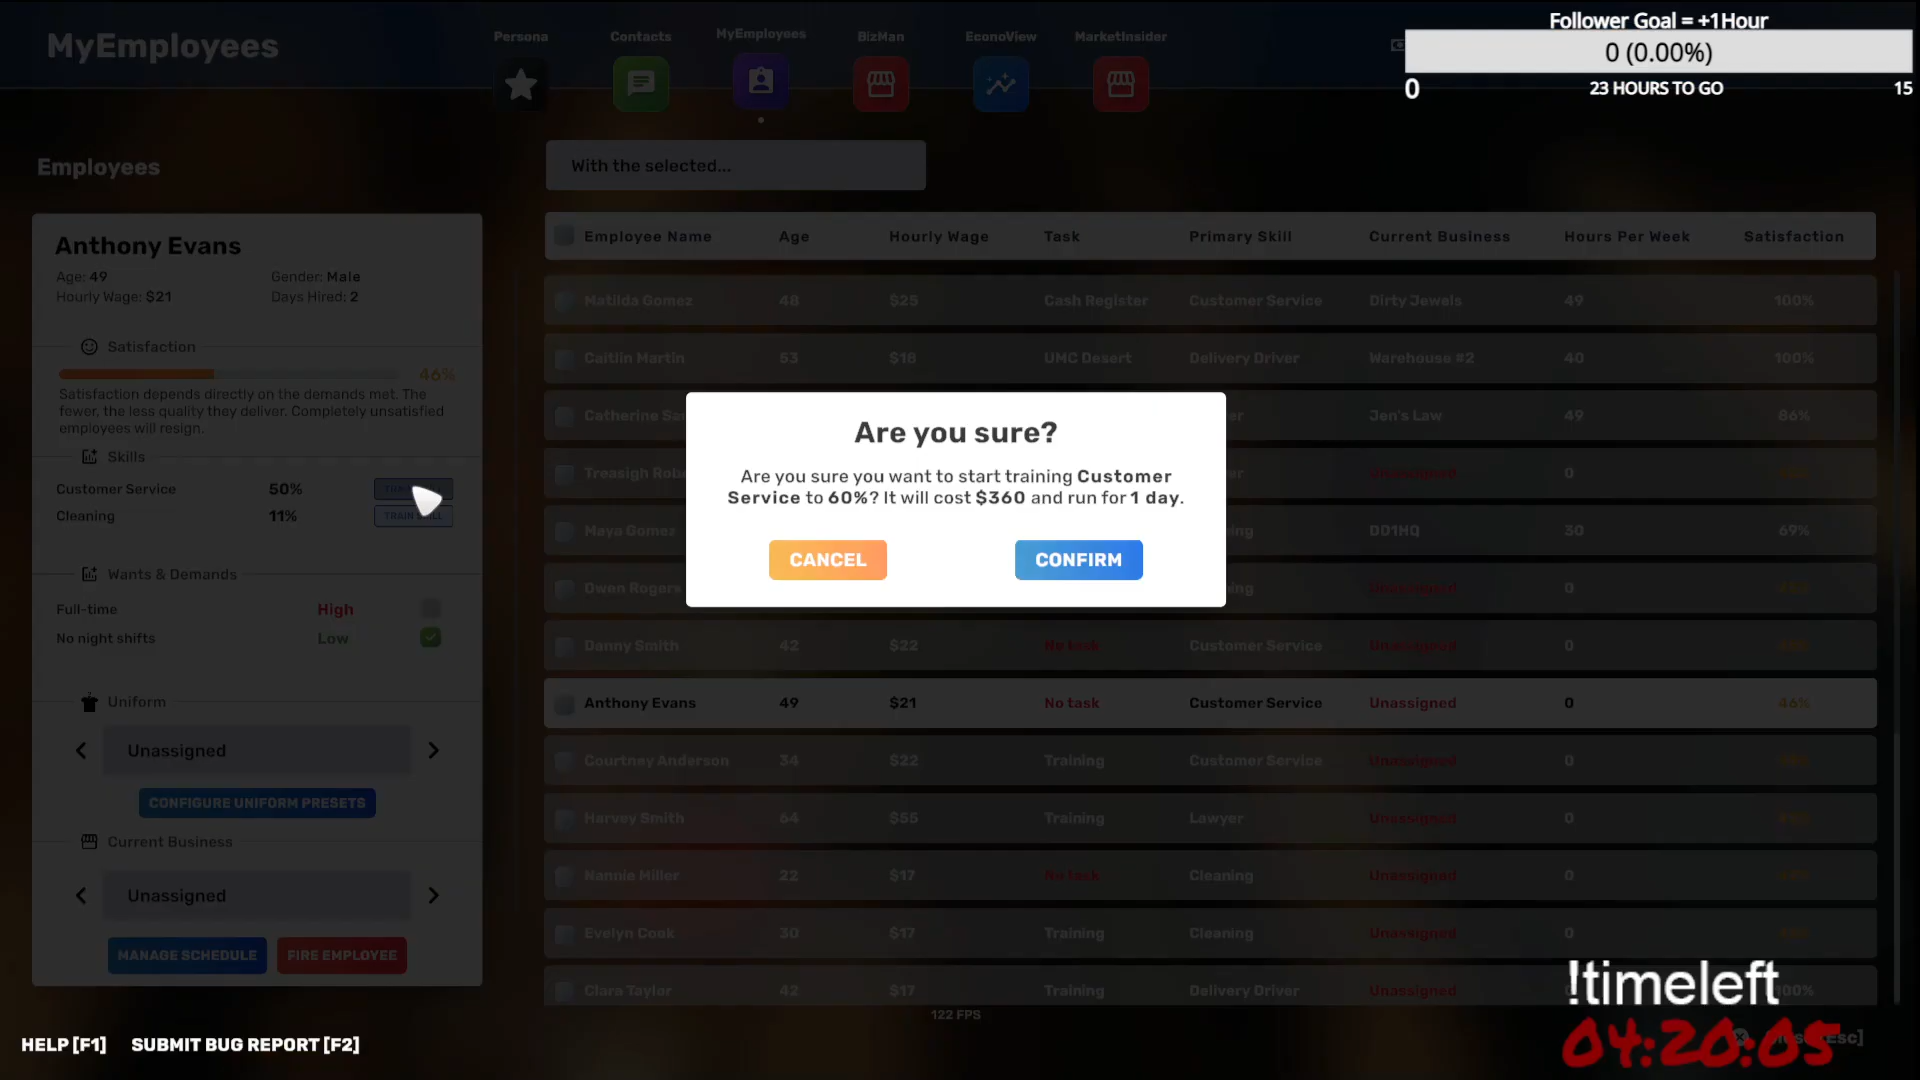 MyEmployees
Persona
Contacts
MyEmployees
BizMan
EconoView
MarketInsider
Follower Goal = +1Hour
0 (0.00%)
0
23 HOURS TO GO
15
Employees
With the selected...
Anthony Evans
Age: 49
Gender: Male
Hourly Wage: $21
Days Hired: 2
Satisfaction
46%
Satisfaction depends directly on the demands met. The
fewer, the less quality they deliver. Completely unsatisfied
employees will resign.
Skills
Customer Service 50%
Cleaning 11% TRAIN SKILL
Wants & Demands
Full-time High
No night shifts Low
Uniform
Unassigned
CONFIGURE UNIFORM PRESETS
Current Business
Unassigned
MANAGE SCHEDULE
FIRE EMPLOYEE
Employee Name Age Hourly Wage Task Primary Skill Current Business Hours Per Week Satisfaction
Matilda Gomez 48 $25 Cash Register Customer Service Dirty Jewels 49 100%
Caitlin Martin 53 $18 UMC Desert Delivery Driver Warehouse #2 40 100%
Catherine Jen's Law 49 86%
Treasigh Unassigned 0
Maya Gomez DD1HQ 30 69%
Owen Rogers Unassigned 0
Danny Smith 42 $22 No task Customer Service Unassigned 0
Anthony Evans 49 $21 No task Customer Service Unassigned 0 46%
Courtney Anderson 34 $22 Training Customer Service Unassigned 0
Harvey Smith 64 $55 Training Lawyer Unassigned 0
Nannie Miller 22 $17 No task Cleaning Unassigned 0
Evelyn Cook 30 $17 Training Cleaning Unassigned 0
Clara Taylor 42 $17 Training Delivery Driver Unassigned
Are you sure?
Are you sure you want to start training Customer
Service to 60%? It will cost $360 and run for 1 day.
CANCEL
CONFIRM
122 FPS
HELP [F1]
SUBMIT BUG REPORT [F2]
!timeleft
04:20:05